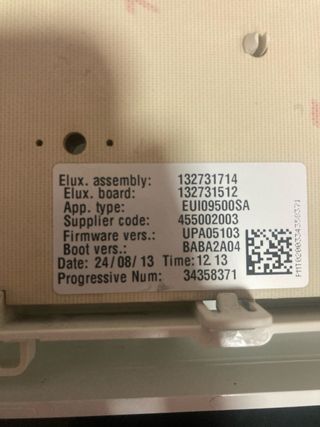 Elux. assembly: 132731714
Elux. board: 132731512
App. type: EUI09500SA
Supplier code: 455002003
Firmware vers.: UPA05103
Boot vers.: BABA2A04
Date: 24/08/13 Time:12.13
Progressive Num: 34358371